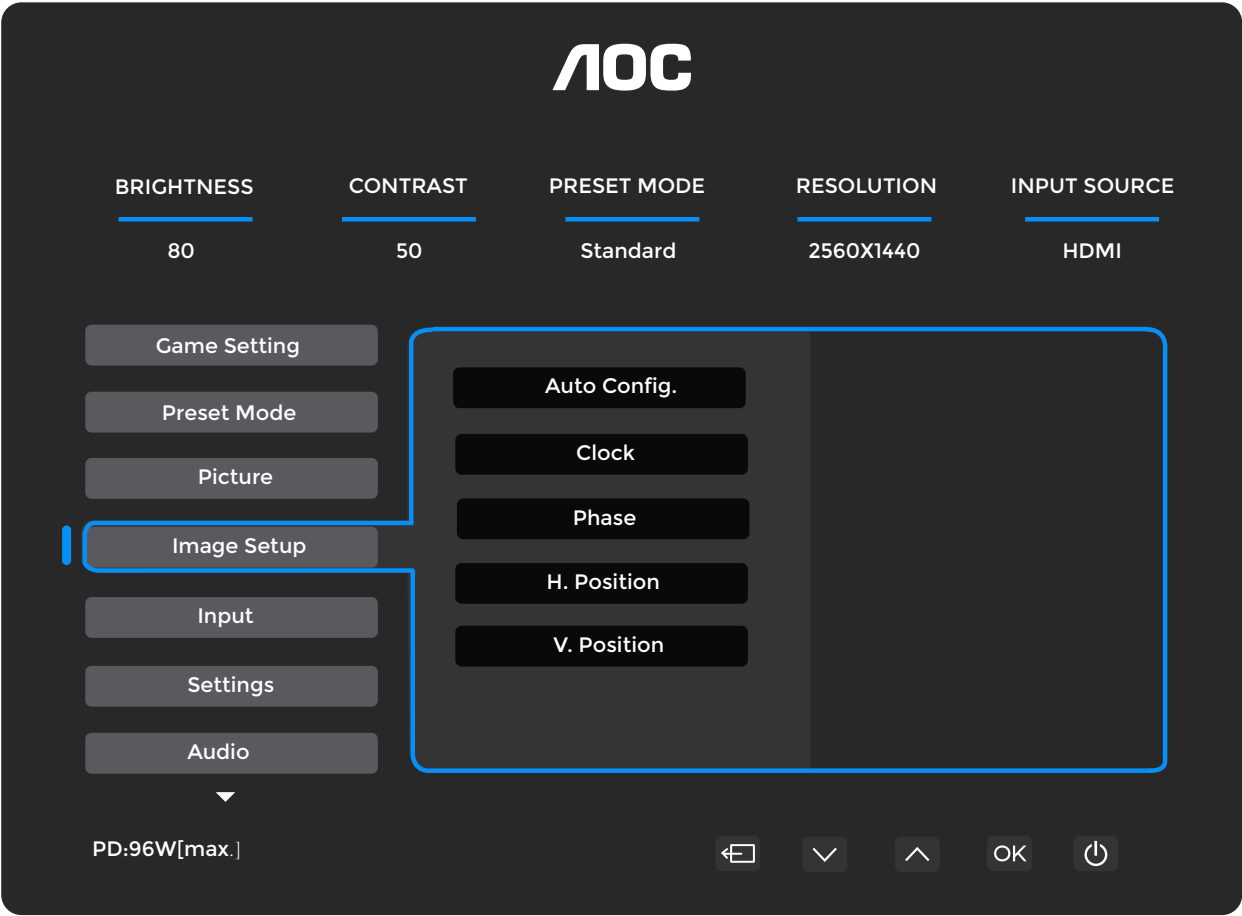 AOC
BRIGHTNESS CONTRAST PRESET MODE RESOLUTION INPUT SOURCE
80 50 Standard 2560X1440 HDMI
Game Setting
Preset Mode
Picture
Image Setup
Input
Settings
Audio
Auto Config.
Clock
Phase
H. Position
V. Position
PD:96W[max.]
OK